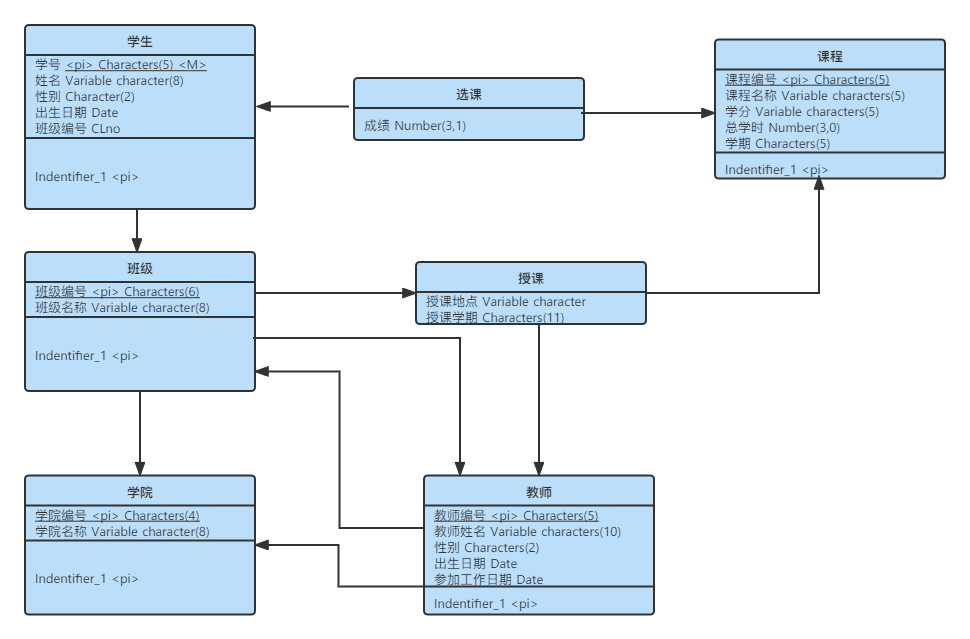 学生
学号 <pi> Characters(5) <M>
姓名 Variable character(8)
性别 Character(2)
出生日期 Date
班级编号 CLno
Indentifier_1 <pi>
选课
成绩 Number(3,1)
课程
课程编号 <pi> Characters(5)
课程名称 Variable characters(5)
学分 Variable characters(5)
总学时 Number(3,0)
学期 Characters(5)
Indentifier_1 <pi>
班级
班级编号 <pi> Characters(6)
班级名称 Variable character(8)
Indentifier_1 <pi>
授课
授课地点 Variable character
授课学期 Characters(11)
学院
学院编号 <pi> Characters(4)
学院名称 Variable character(8)
Indentifier_1 <pi>
教师
教师编号 <pi> Characters(5)
教师姓名 Variable characters(10)
性别 Characters(2)
出生日期 Date
参加工作日期 Date
Indentifier_1 <pi>